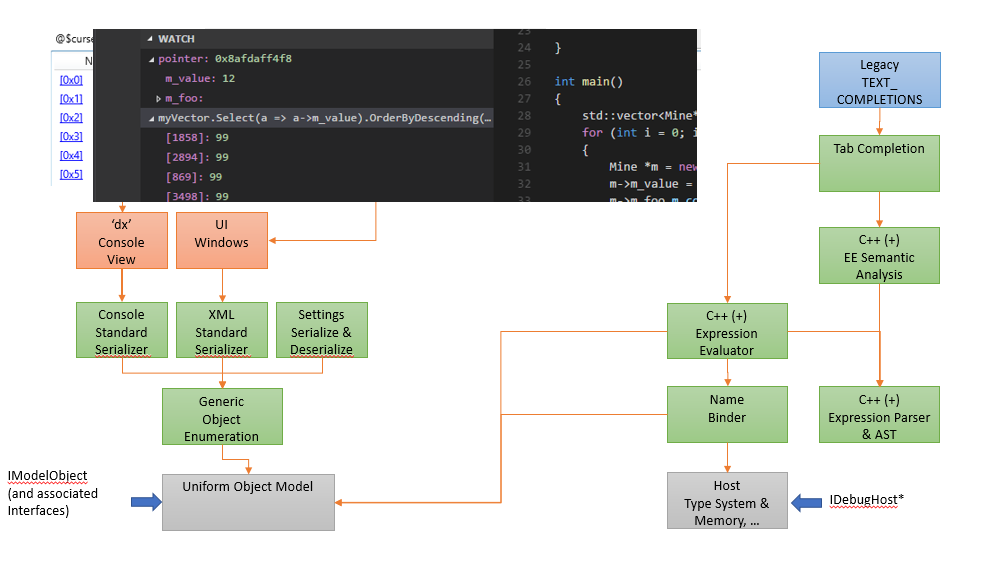 @$curse
N
[0x0]
[0x1]
[0x2]
[0x3]
[0x4]
[0x5]
WATCH
pointer: 0x8afdaff4f8
m_value: 12
m_foo:
myVector.Select(a => a->m_value).OrderByDescending(…
[1858]: 99
[2894]: 99
[869]: 99
[3498]: 99
23
24 }
25
26 int main()
27 {
28 std::vector<Mine*
29 for (int i = 0; i
30 {
31 Mine *m = new
32 m->m_value =
33 m->m_foo.m_co
Legacy
TEXT_
COMPLETIONS
Tab Completion
C++ (+)
EE Semantic
Analysis
'dx'
Console
View
UI
Windows
Console
Standard
Serializer
XML
Standard
Serializer
Settings
Serialize &
Deserialize
C++ (+)
Expression
Evaluator
Generic
Object
Enumeration
Name
Binder
C++ (+)
Expression Parser
& AST
IModelObject
(and associated
Interfaces)
Uniform Object Model
Host
Type System &
Memory, …
IDebugHost*